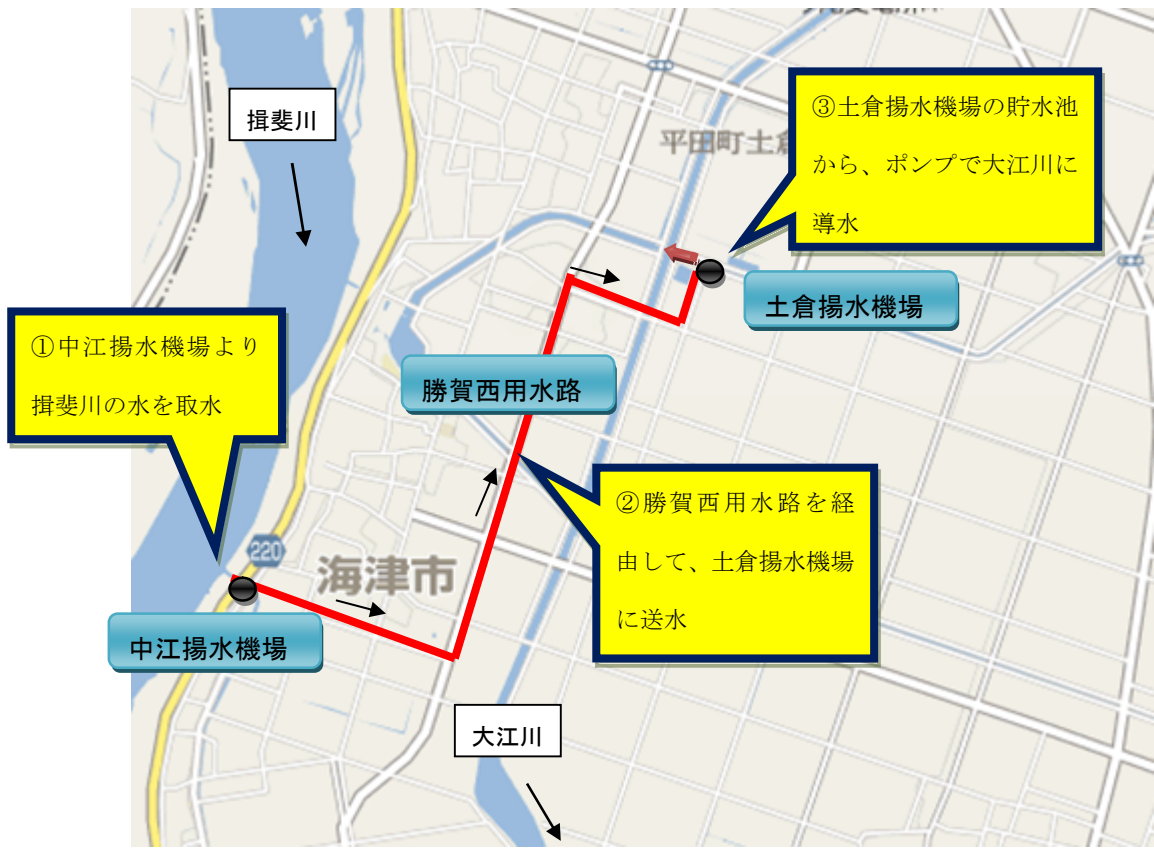 揖斐川
③土倉揚水機場の貯水池
から、ポンプで大江川に
導水
平田町土
土倉揚水機場
①中江揚水機場より
揖斐川の水を取水
勝賀西用水路
②勝賀西用水路を経
由して、土倉揚水機場
に送水
220
海津市
中江揚水機場
大江川